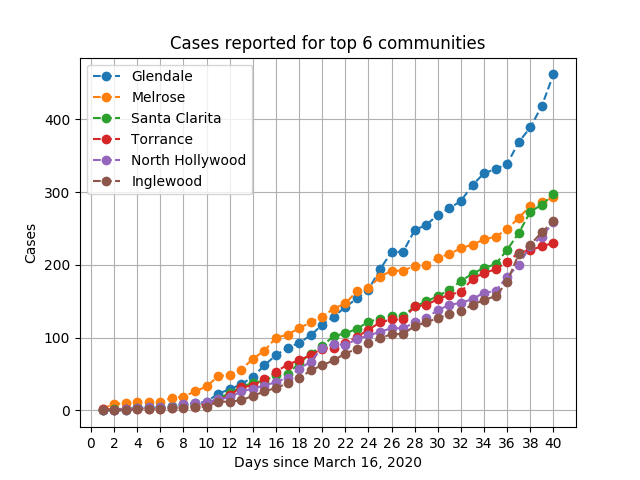 Cases reported for top 6 communities
Glendale
Melrose
Santa Clarita
Torrance
North Hollywood
Inglewood
Cases
400
300
200
100
0
0 2 4 6 8 10 12 14 16 18 20 22 24 26 28 30 32 34 36 38 40
Days since March 16, 2020